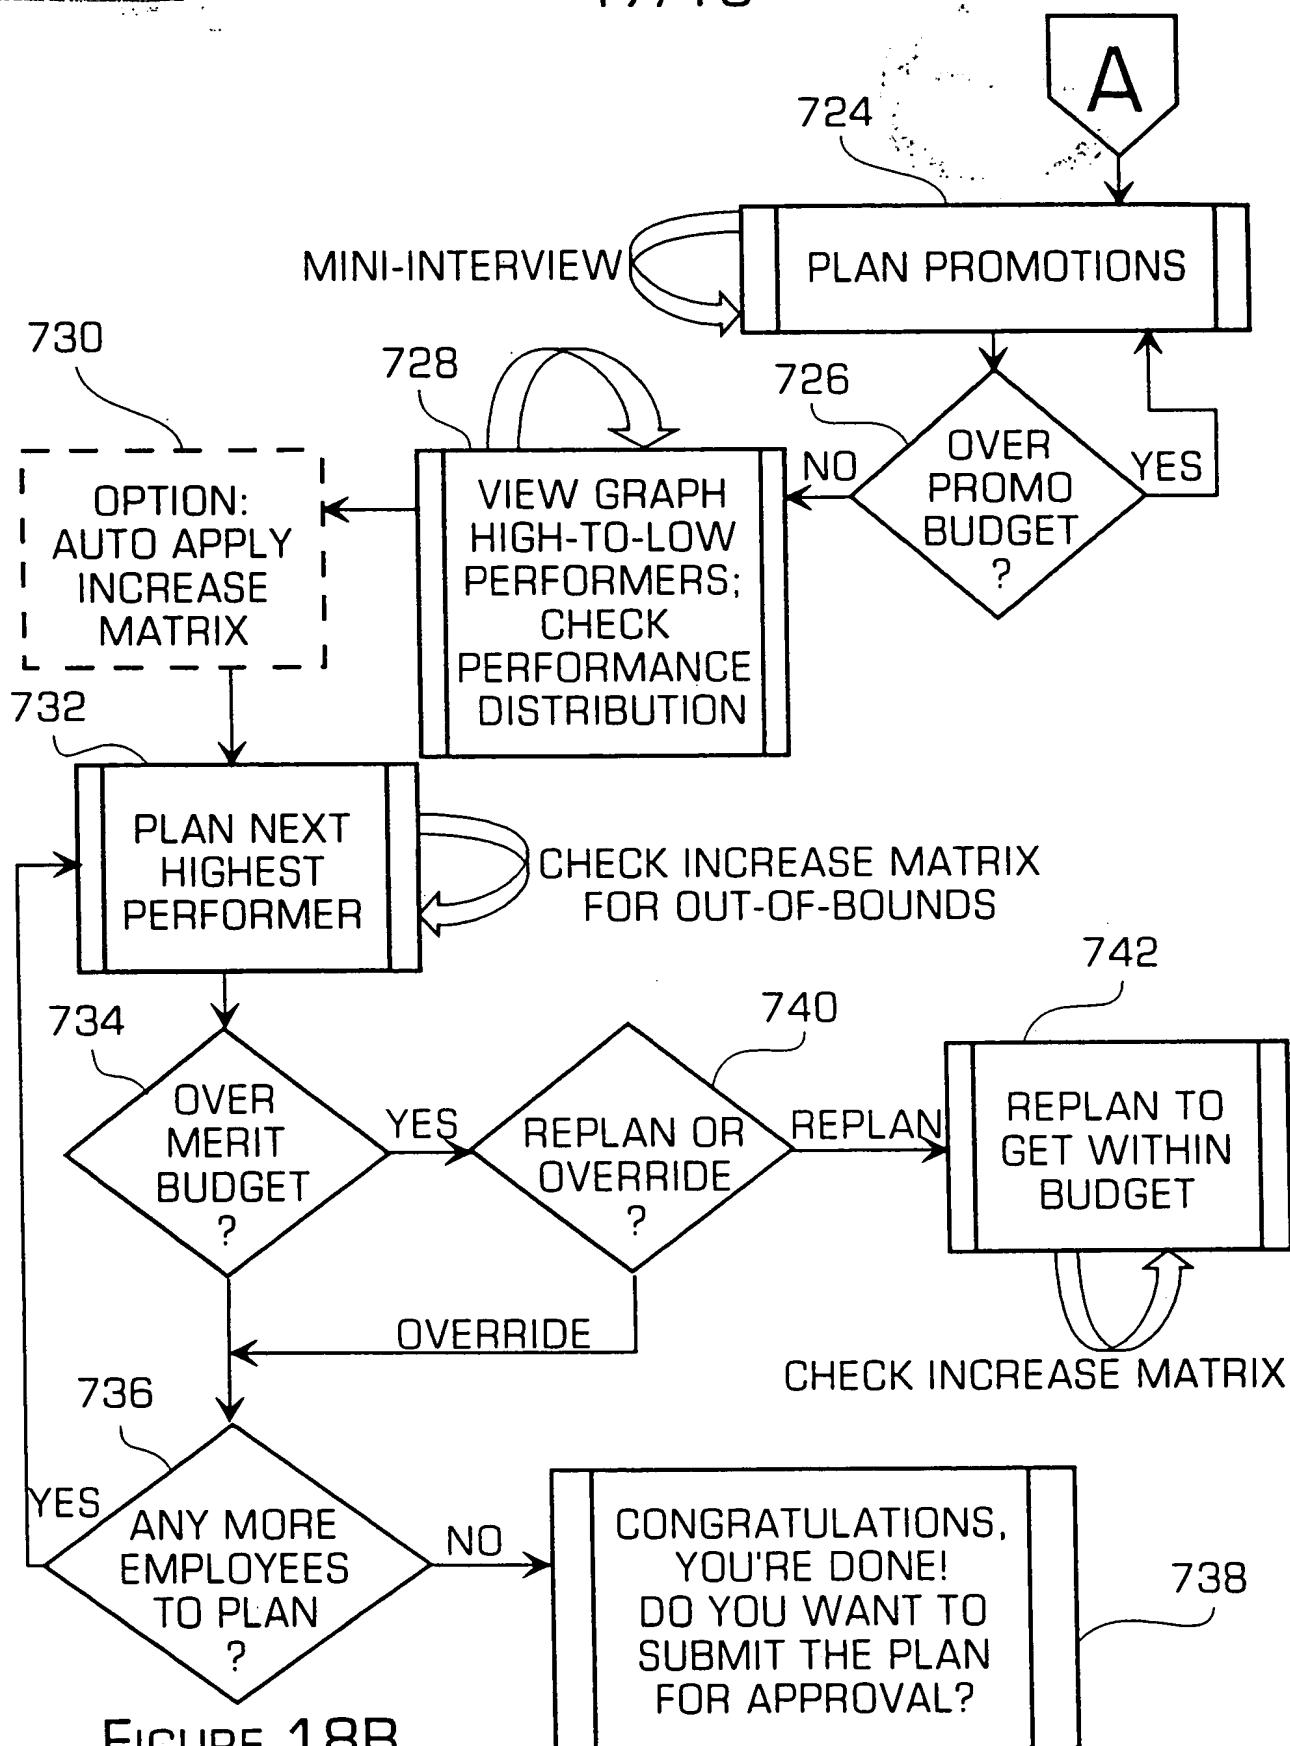 A
724
MINI-INTERVIEW
PLAN PROMOTIONS
730
728
726
OVER
PROMO
BUDGET
?
NO
YES
VIEW GRAPH
HIGH-TO-LOW
PERFORMERS;
CHECK
PERFORMANCE
DISTRIBUTION
OPTION:
AUTO APPLY
INCREASE
MATRIX
732
PLAN NEXT
HIGHEST
PERFORMER
CHECK INCREASE MATRIX
FOR OUT-OF-BOUNDS
734
OVER
MERIT
BUDGET
?
YES
740
REPLAN OR
OVERRIDE
?
REPLAN
742
REPLAN TO
GET WITHIN
BUDGET
CHECK INCREASE MATRIX
OVERRIDE
736
YES
ANY MORE
EMPLOYEES
TO PLAN
?
NO
CONGRATULATIONS,
YOU'RE DONE!
DO YOU WANT TO
SUBMIT THE PLAN
FOR APPROVAL?
738
FIGURE 18B